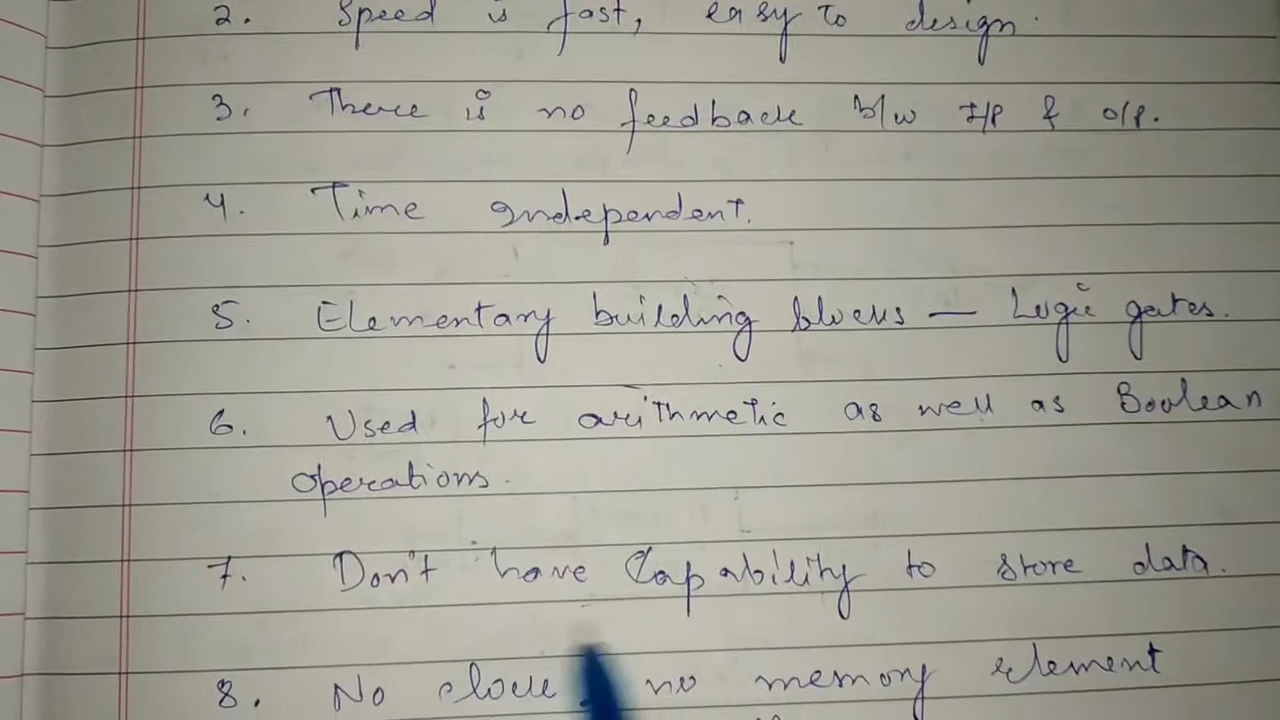 2. Speed is fast, easy to design.
3. There is no feedback b/w I/P & O/P.
4. Time Independent.
5. Elementary building blocks — Logic gates.
6. Used for arithmetic as well as Boolean
operations.
7. Don't have Capability to store data.
8. No clock, no memory element